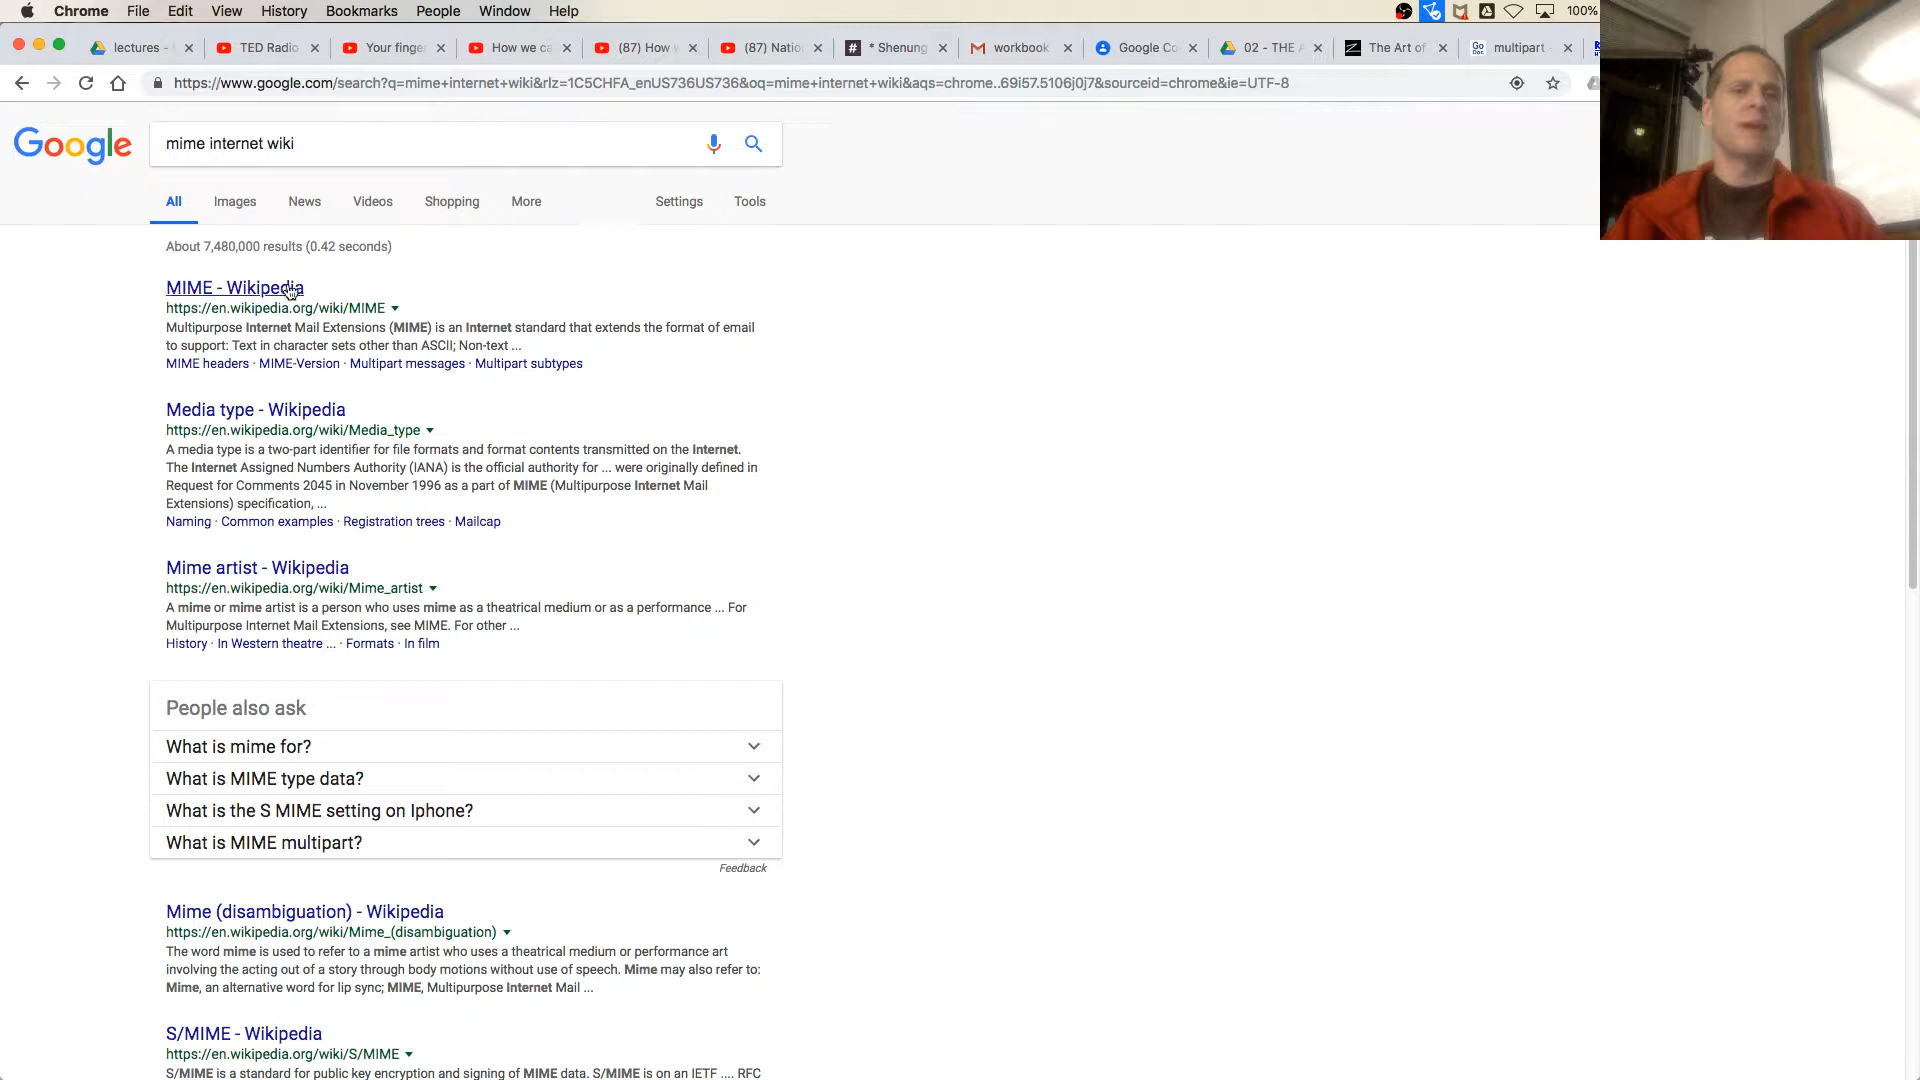 Chrome File Edit View History Bookmarks People Window Help 100%
lectures - TED Radio Your finge How we ca (87) How (87) Natio * Shenung workbook Google Co 02 - THE A The Art of multipart
https://www.google.com/search?q=mime+internet+wiki&rlz=1C5CHFA_enUS736US736&oq=mime+internet+wiki&aqs=chrome..69i57.5106j0j7&sourceid=chrome&ie=UTF-8
Google mime internet wiki
All Images News Videos Shopping More Settings Tools
About 7,480,000 results (0.42 seconds)
MIME - Wikipedia
https://en.wikipedia.org/wiki/MIME
Multipurpose Internet Mail Extensions (MIME) is an Internet standard that extends the format of email
to support: Text in character sets other than ASCII; Non-text ...
MIME headers · MIME-Version · Multipart messages · Multipart subtypes
Media type - Wikipedia
https://en.wikipedia.org/wiki/Media_type
A media type is a two-part identifier for file formats and format contents transmitted on the Internet.
The Internet Assigned Numbers Authority (IANA) is the official authority for ... were originally defined in
Request for Comments 2045 in November 1996 as a part of MIME (Multipurpose Internet Mail
Extensions) specification, ...
Naming · Common examples · Registration trees · Mailcap
Mime artist - Wikipedia
https://en.wikipedia.org/wiki/Mime_artist
A mime or mime artist is a person who uses mime as a theatrical medium or as a performance ... For
Multipurpose Internet Mail Extensions, see MIME. For other ...
History · In Western theatre ... · Formats · In film
People also ask
What is mime for?
What is MIME type data?
What is the S MIME setting on Iphone?
What is MIME multipart?
Feedback
Mime (disambiguation) - Wikipedia
https://en.wikipedia.org/wiki/Mime_(disambiguation)
The word mime is used to refer to a mime artist who uses a theatrical medium or performance art
involving the acting out of a story through body motions without use of speech. Mime may also refer to:
Mime, an alternative word for lip sync; MIME, Multipurpose Internet Mail ...
S/MIME - Wikipedia
https://en.wikipedia.org/wiki/S/MIME
S/MIME is a standard for public key encryption and signing of MIME data. S/MIME is on an IETF .... RFC